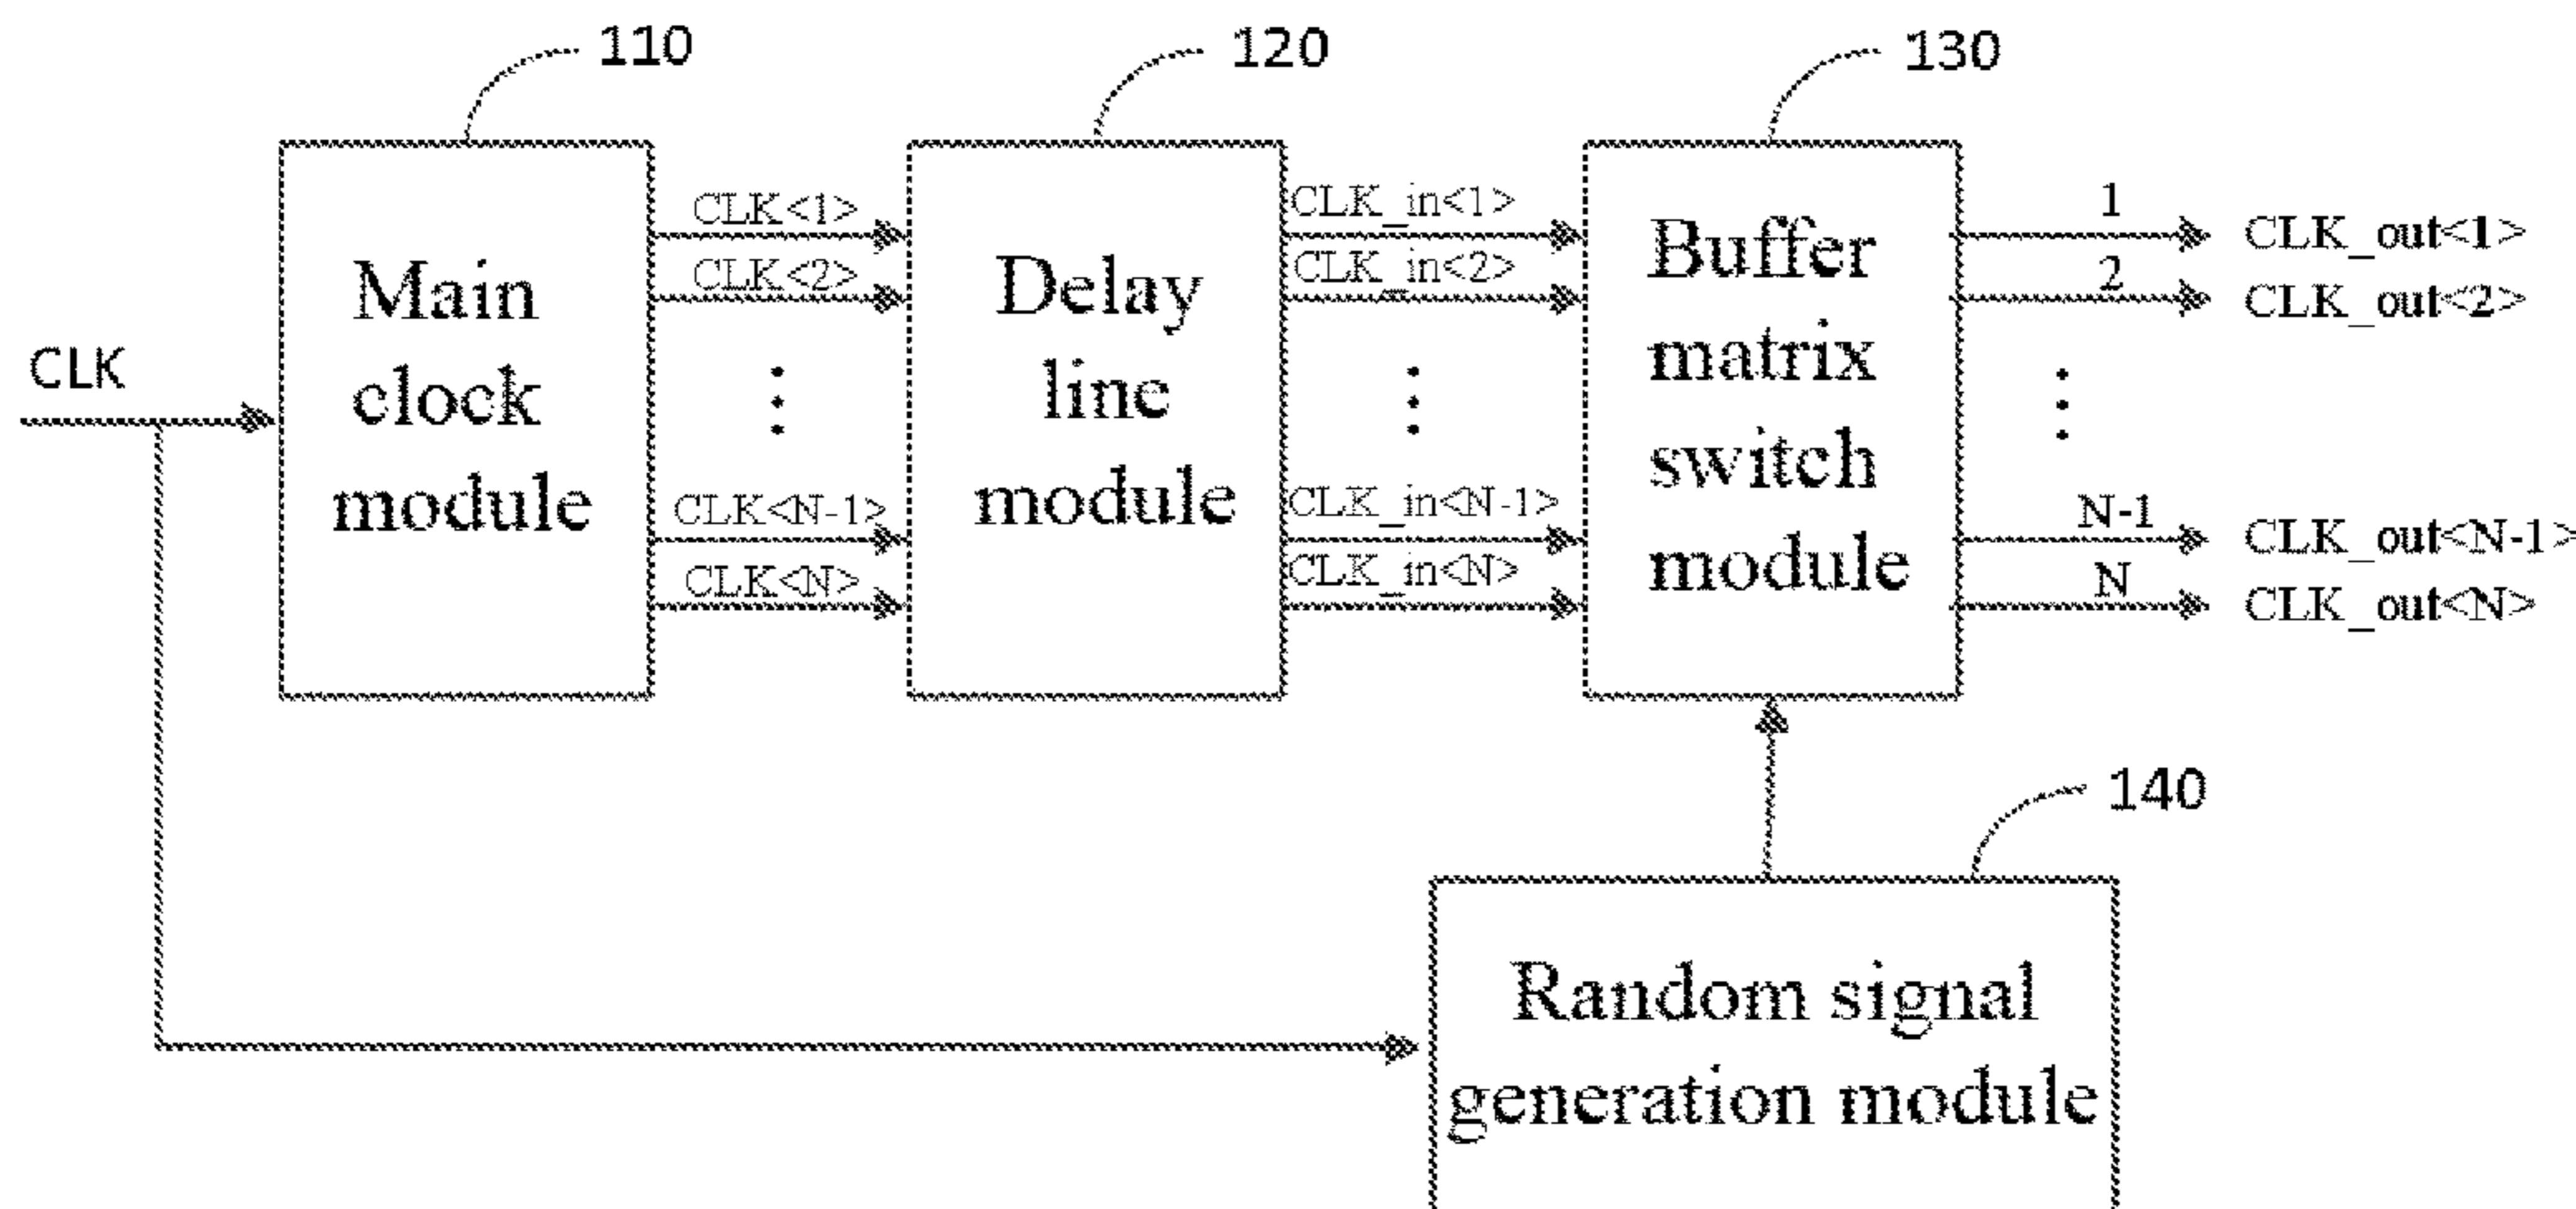 110
120
130
CLK
Main
clock
module
CLK<1>
CLK<2>
CLK<N-1>
CLK<N>
Delay
line
module
CLK_in<1>
CLK_in<2>
CLK_in<N-1>
CLK_in<N>
Buffer
matrix
switch
module
1
2
N-1
N
CLK_out<1>
CLK_out<2>
CLK_out<N-1>
CLK_out<N>
140
Random signal
generation module